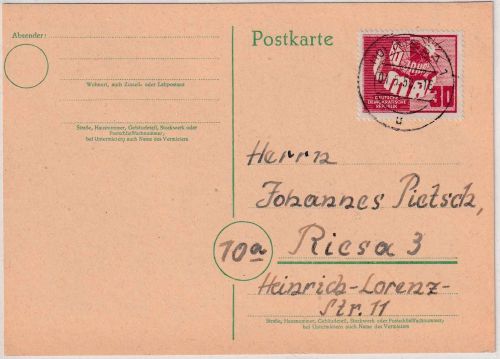 Absender:
Wohnort, auch Zustell- oder Leitpostamt
Straße, Hausnummer, Gebäudeteil, Stockwerk oder
Postschließfachnummer;
bei Untermietern auch Name des Vermieters
Postkarte
DEUTSCHE
DEMOKRATISCHE
REPUBLIK
30
Herrn
Johannes Pietsch,
10a
Riesa 3
Heinrich-Lorenz-
Str. 11
Straße, Hausnummer, Gebäudeteil, Stockwerk oder Postschließfachnummer;
bei Untermietern auch Name des Vermieters